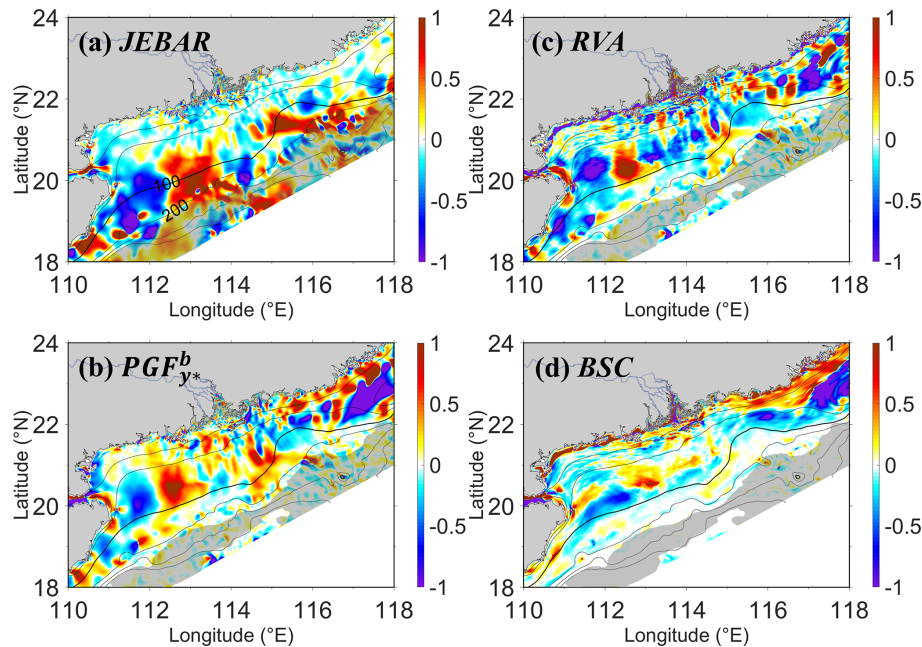 (a) JEBAR
24
22
20
18
Latitude (°N)
100
200
110 112 114 116 118
Longitude (°E)
1
0.5
0
-0.5
-1
(c) RVA
24
22
20
18
Latitude (°N)
110 112 114 116 118
Longitude (°E)
1
0.5
0
-0.5
-1
(b) PGF^b_{y*}
24
22
20
18
Latitude (°N)
110 112 114 116 118
Longitude (°E)
1
0.5
0
-0.5
-1
(d) BSC
24
22
20
18
Latitude (°N)
110 112 114 116 118
Longitude (°E)
1
0.5
0
-0.5
-1